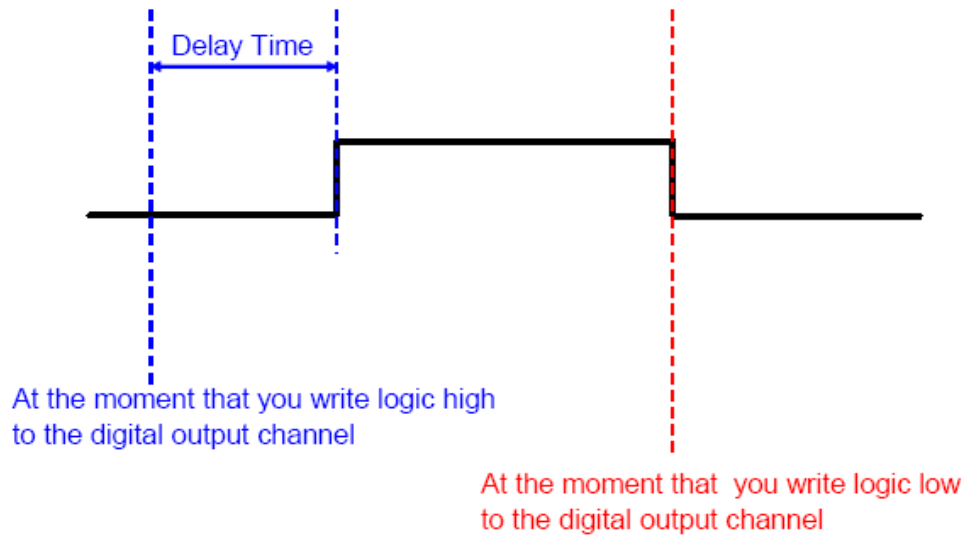 Delay Time
At the moment that you write logic high
to the digital output channel
At the moment that  you write logic low
to the digital output channel